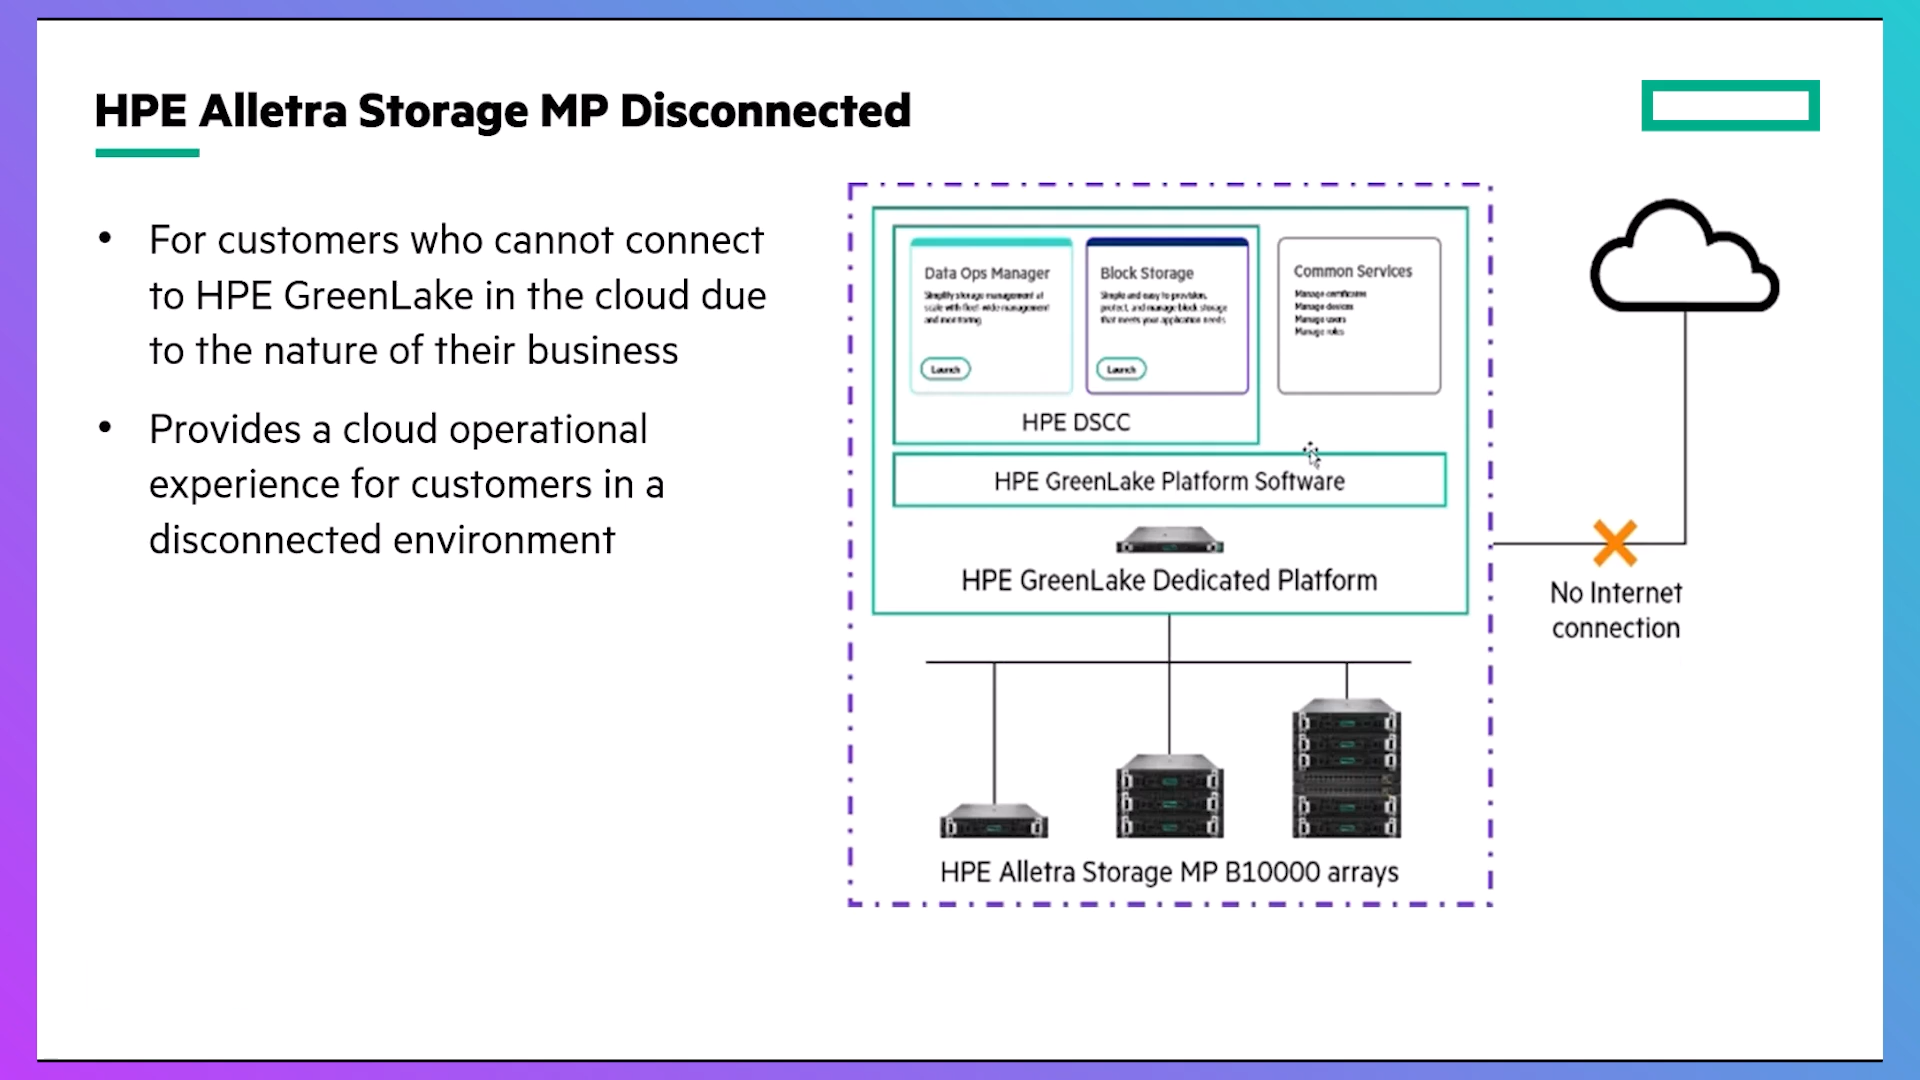 HPE Alletra Storage MP Disconnected
• For customers who cannot connect
to HPE GreenLake in the cloud due
to the nature of their business
• Provides a cloud operational
experience for customers in a
disconnected environment
Data Ops Manager
Simplify storage management at
scale with fleet-wide management
and monitoring.
Launch
Block Storage
Simple and easy to provision,
protect, and manage block storage
that meets your application needs
Launch
HPE DSCC
Common Services
Manage certificates
Manage devices
Manage users
Manage roles
HPE GreenLake Platform Software
HPE GreenLake Dedicated Platform
No Internet
connection
HPE Alletra Storage MP B10000 arrays